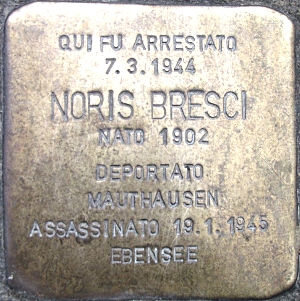 QUI FU ARRESTATO
7.3.1944
NORIS BRESCI
NATO 1902
DEPORTATO
MAUTHAUSEN
ASSASSINATO 19.1.1945
EBENSEE